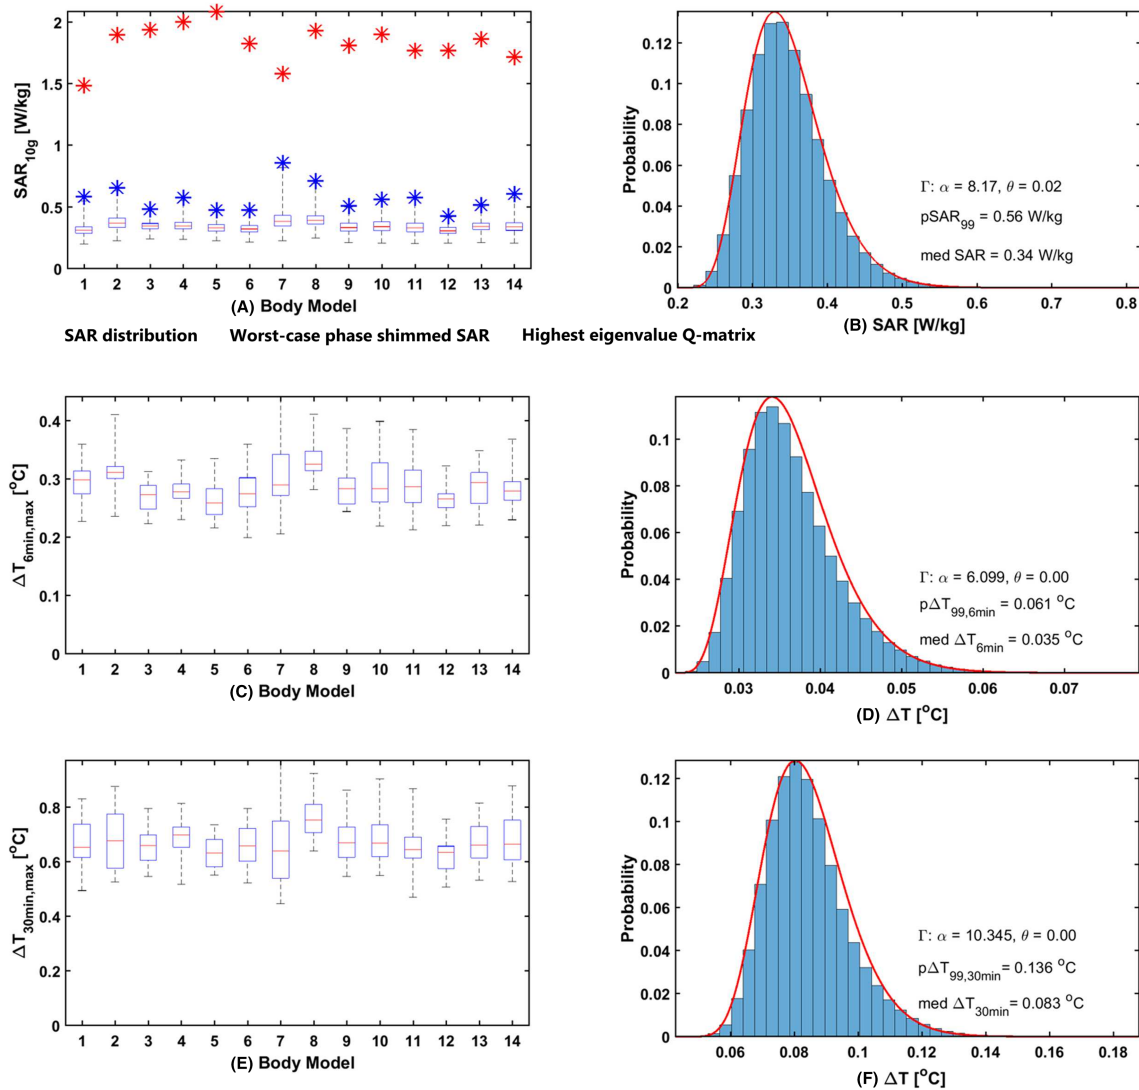 2
1.5
1
0.5
0
SAR10g [W/kg]
1 2 3 4 5 6 7 8 9 10 11 12 13 14
(A) Body Model
0.12
0.1
0.08
0.06
0.04
0.02
0
Probability
Γ: α = 8.17, θ = 0.02
pSAR99 = 0.56 W/kg
med SAR = 0.34 W/kg
0.2 0.3 0.4 0.5 0.6 0.7 0.8
(B) SAR [W/kg]
SAR distribution Worst-case phase shimmed SAR Highest eigenvalue Q-matrix
0.4
0.3
0.2
0.1
0
ΔT6min,max [°C]
1 2 3 4 5 6 7 8 9 10 11 12 13 14
(C) Body Model
0.1
0.08
0.06
0.04
0.02
0
Probability
Γ: α = 6.099, θ = 0.00
pΔT99,6min = 0.061 °C
med ΔT6min = 0.035 °C
0.03 0.04 0.05 0.06 0.07
(D) ΔT [°C]
0.8
0.6
0.4
0.2
0
ΔT30min,max [°C]
1 2 3 4 5 6 7 8 9 10 11 12 13 14
(E) Body Model
0.12
0.1
0.08
0.06
0.04
0.02
0
Probability
Γ: α = 10.345, θ = 0.00
pΔT99,30min = 0.136 °C
med ΔT30min = 0.083 °C
0.06 0.08 0.1 0.12 0.14 0.16 0.18
(F) ΔT [°C]